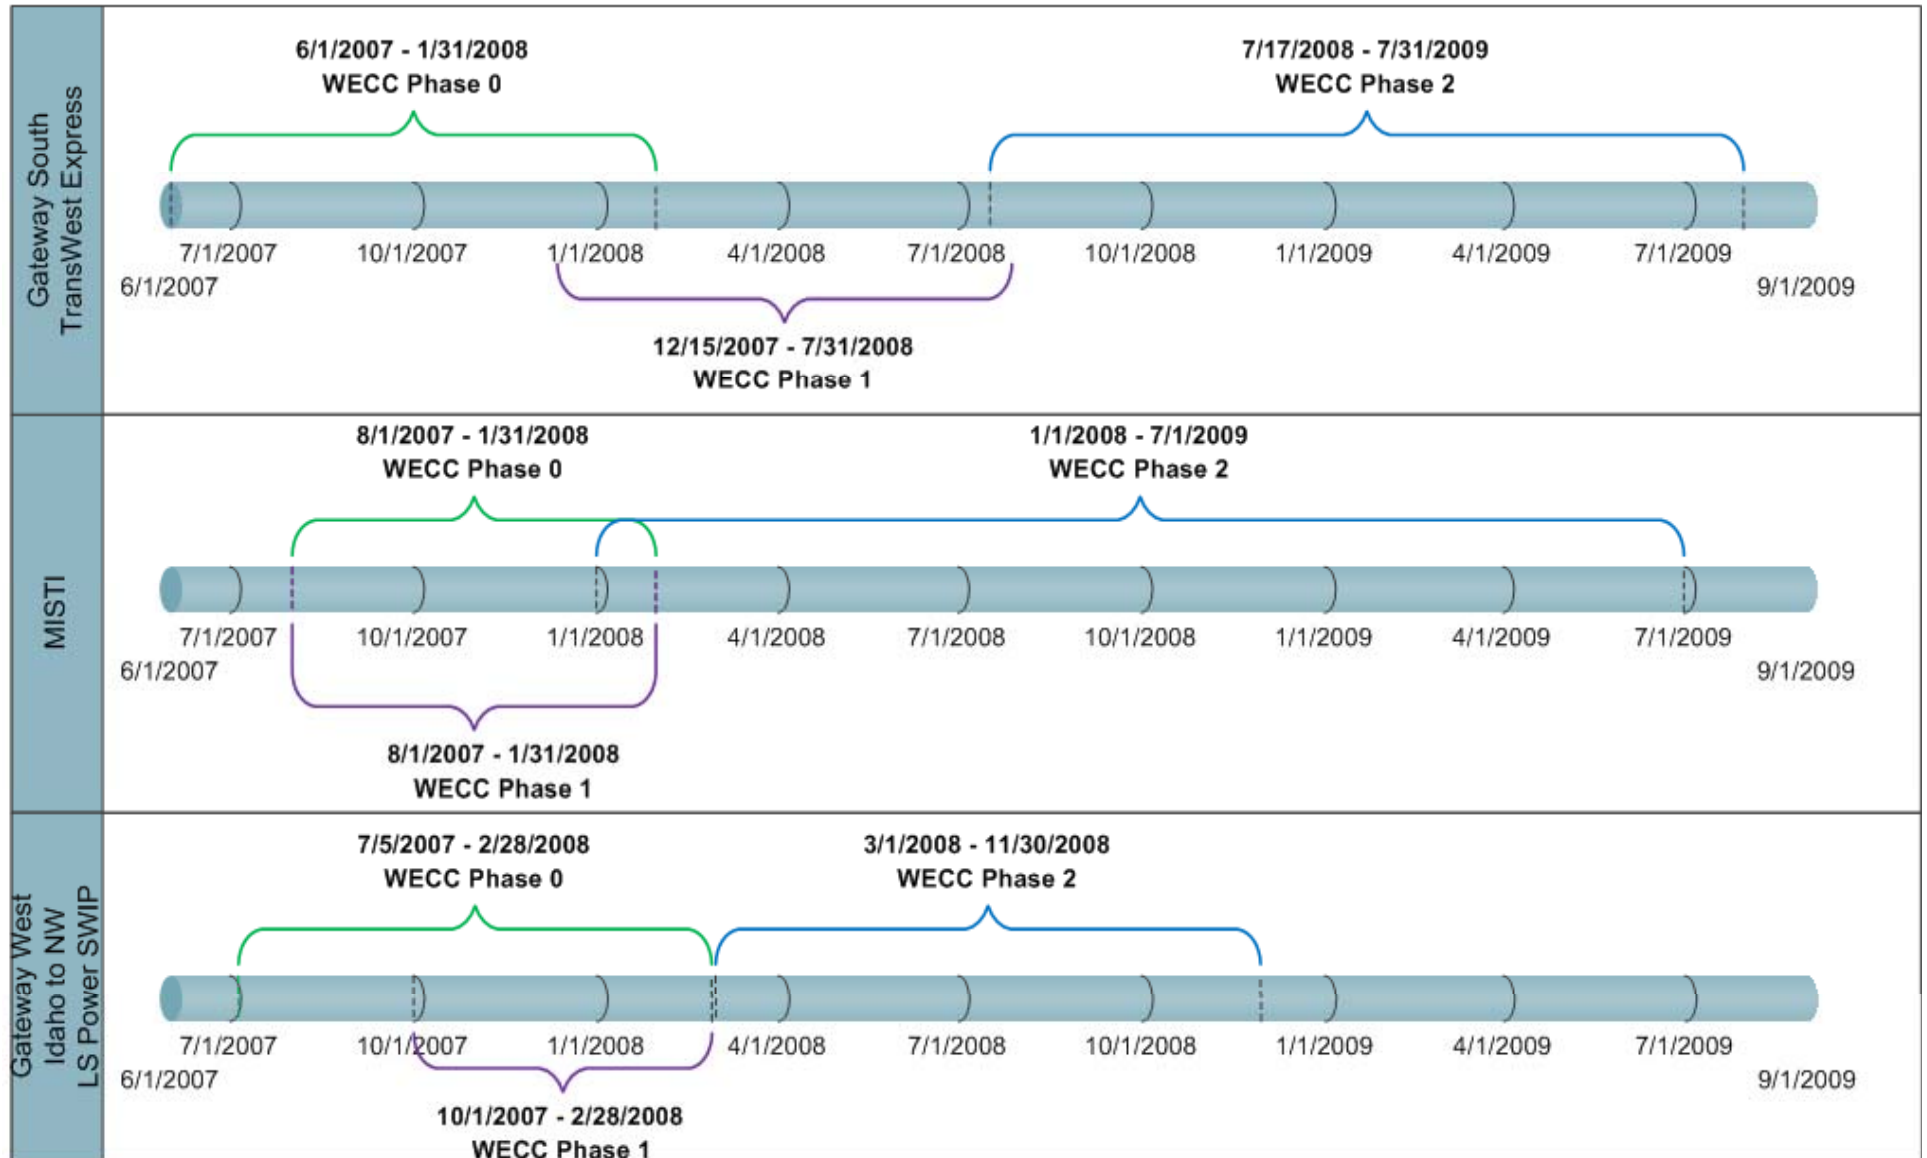 Gateway South
TransWest Express
6/1/2007 - 1/31/2008
WECC Phase 0
7/17/2008 - 7/31/2009
WECC Phase 2
7/1/2007
10/1/2007
1/1/2008
4/1/2008
7/1/2008
10/1/2008
1/1/2009
4/1/2009
7/1/2009
6/1/2007
9/1/2009
12/15/2007 - 7/31/2008
WECC Phase 1
MISTI
8/1/2007 - 1/31/2008
WECC Phase 0
1/1/2008 - 7/1/2009
WECC Phase 2
7/1/2007
10/1/2007
1/1/2008
4/1/2008
7/1/2008
10/1/2008
1/1/2009
4/1/2009
7/1/2009
6/1/2007
9/1/2009
8/1/2007 - 1/31/2008
WECC Phase 1
Gateway West
Idaho to NW
LS Power SWIP
7/5/2007 - 2/28/2008
WECC Phase 0
3/1/2008 - 11/30/2008
WECC Phase 2
7/1/2007
10/1/2007
1/1/2008
4/1/2008
7/1/2008
10/1/2008
1/1/2009
4/1/2009
7/1/2009
6/1/2007
9/1/2009
10/1/2007 - 2/28/2008
WECC Phase 1